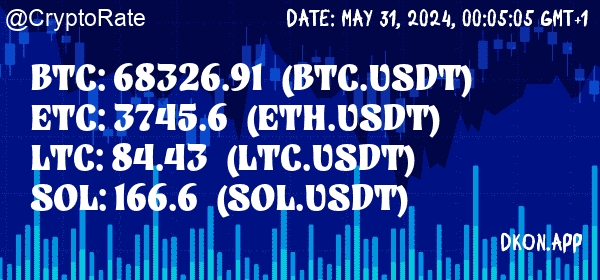 @CryptoRate
DATE: MAY 31, 2024, 00:05:05 GMT+1
BTC: 68326.91 (BTC.USDT)
ETC: 3745.6 (ETH.USDT)
LTC: 84.43 (LTC.USDT)
SOL: 166.6 (SOL.USDT)
DKON.APP